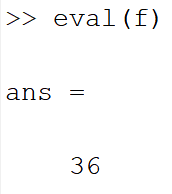 >> eval(f)
ans =
36